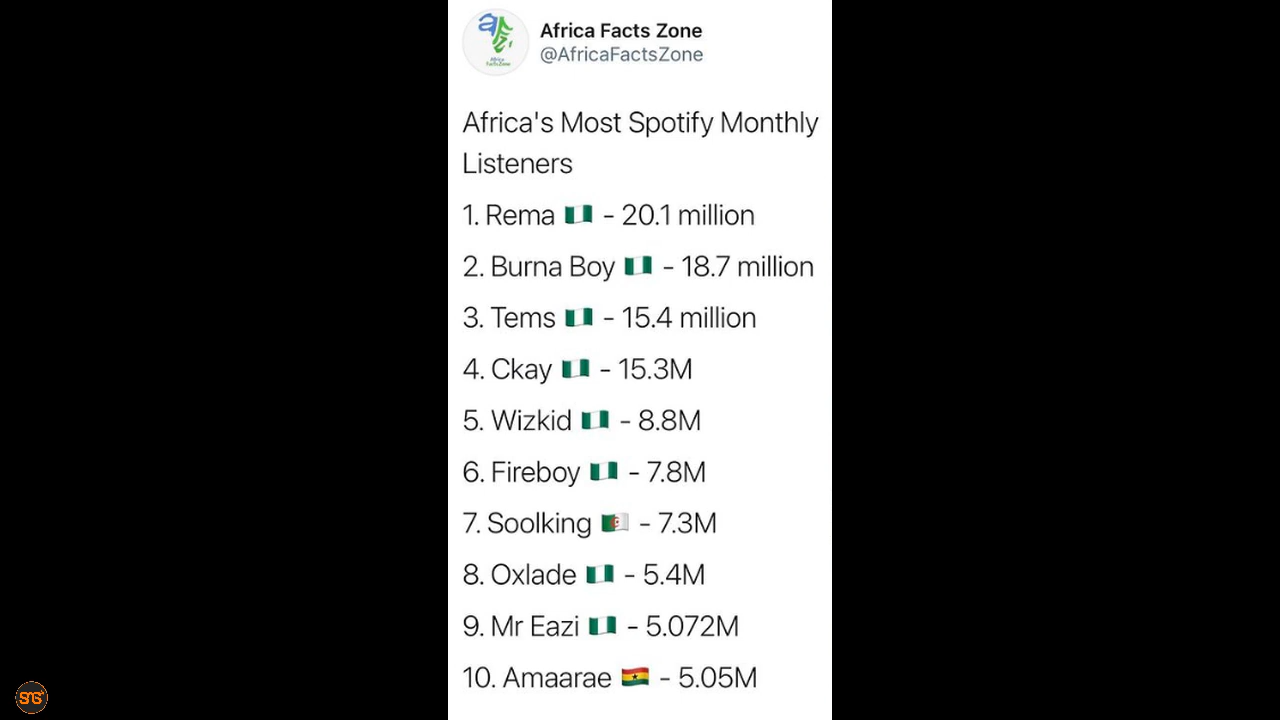 Africa Facts Zone
@AfricaFactsZone
Africa's Most Spotify Monthly
Listeners
1. Rema 🇳🇬 - 20.1 million
2. Burna Boy 🇳🇬 - 18.7 million
3. Tems 🇳🇬 - 15.4 million
4. Ckay 🇳🇬 - 15.3M
5. Wizkid 🇳🇬 - 8.8M
6. Fireboy 🇳🇬 - 7.8M
7. Soolking 🇩🇿 - 7.3M
8. Oxlade 🇳🇬 - 5.4M
9. Mr Eazi 🇳🇬 - 5.072M
10. Amaarae 🇬🇭 - 5.05M